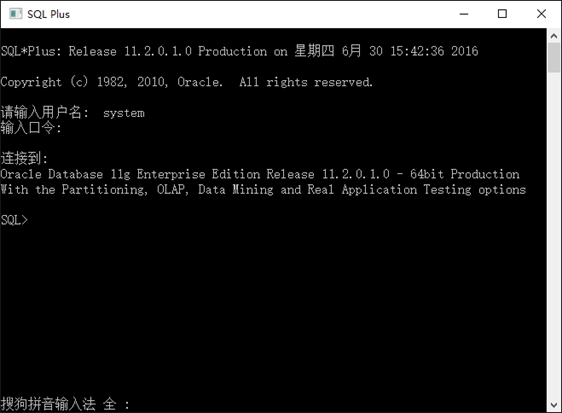 SQL Plus
SQL*Plus: Release 11.2.0.1.0 Production on 星期四 6月 30 15:42:36 2016
Copyright (c) 1982, 2010, Oracle.  All rights reserved.
请输入用户名:  system
输入口令:
连接到:
Oracle Database 11g Enterprise Edition Release 11.2.0.1.0 - 64bit Production
With the Partitioning, OLAP, Data Mining and Real Application Testing options
SQL>
搜狗拼音输入法 全 :